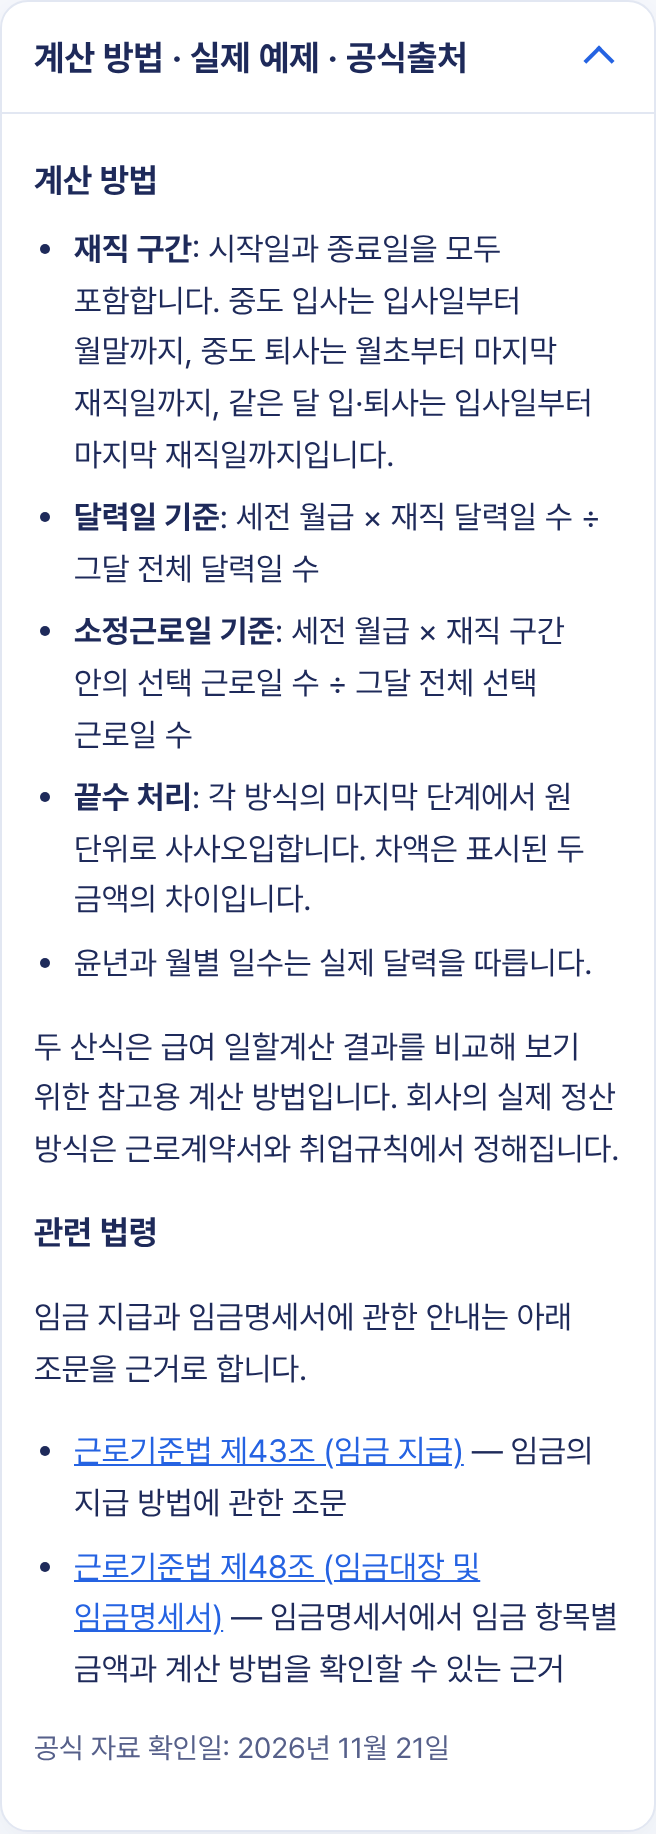 계산 방법 · 실제 예제 · 공식출처
계산 방법
• 재직 구간: 시작일과 종료일을 모두
포함합니다. 중도 입사는 입사일부터
월말까지, 중도 퇴사는 월초부터 마지막
재직일까지, 같은 달 입·퇴사는 입사일부터
마지막 재직일까지입니다.
• 달력일 기준: 세전 월급 × 재직 달력일 수 ÷
그달 전체 달력일 수
• 소정근로일 기준: 세전 월급 × 재직 구간
안의 선택 근로일 수 ÷ 그달 전체 선택
근로일 수
• 끝수 처리: 각 방식의 마지막 단계에서 원
단위로 사사오입합니다. 차액은 표시된 두
금액의 차이입니다.
• 윤년과 월별 일수는 실제 달력을 따릅니다.
두 산식은 급여 일할계산 결과를 비교해 보기
위한 참고용 계산 방법입니다. 회사의 실제 정산
방식은 근로계약서와 취업규칙에서 정해집니다.
관련 법령
임금 지급과 임금명세서에 관한 안내는 아래
조문을 근거로 합니다.
• 근로기준법 제43조 (임금 지급) — 임금의
지급 방법에 관한 조문
• 근로기준법 제48조 (임금대장 및
임금명세서) — 임금명세서에서 임금 항목별
금액과 계산 방법을 확인할 수 있는 근거
공식 자료 확인일: 2026년 11월 21일